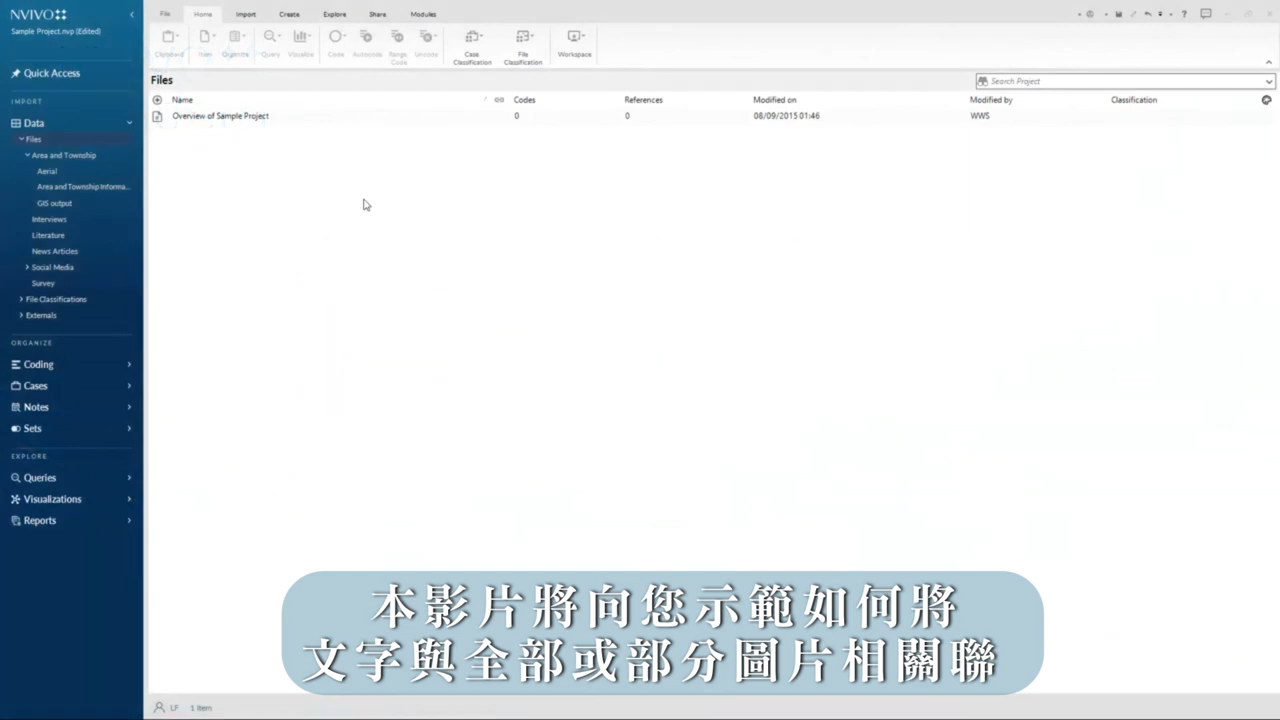 NVIVO
Sample Project.nvp (Edited)
File Home Import Create Explore Share Modules
Clipboard Item Organize Query Visualize Code Autocode Range Code Uncode Case Classification File Classification Workspace
Quick Access
IMPORT
Data
Files
Area and Township
Aerial
Area and Township Informa...
GIS output
Interviews
Literature
News Articles
Social Media
Survey
File Classifications
Externals
ORGANIZE
Coding
Cases
Notes
Sets
EXPLORE
Queries
Visualizations
Reports
Files
Search Project
Name Codes References Modified on Modified by Classification
Overview of Sample Project 0 0 08/09/2015 01:46 WWS
本影片將向您示範如何將
文字與全部或部分圖片相關聯
LF 1 Item